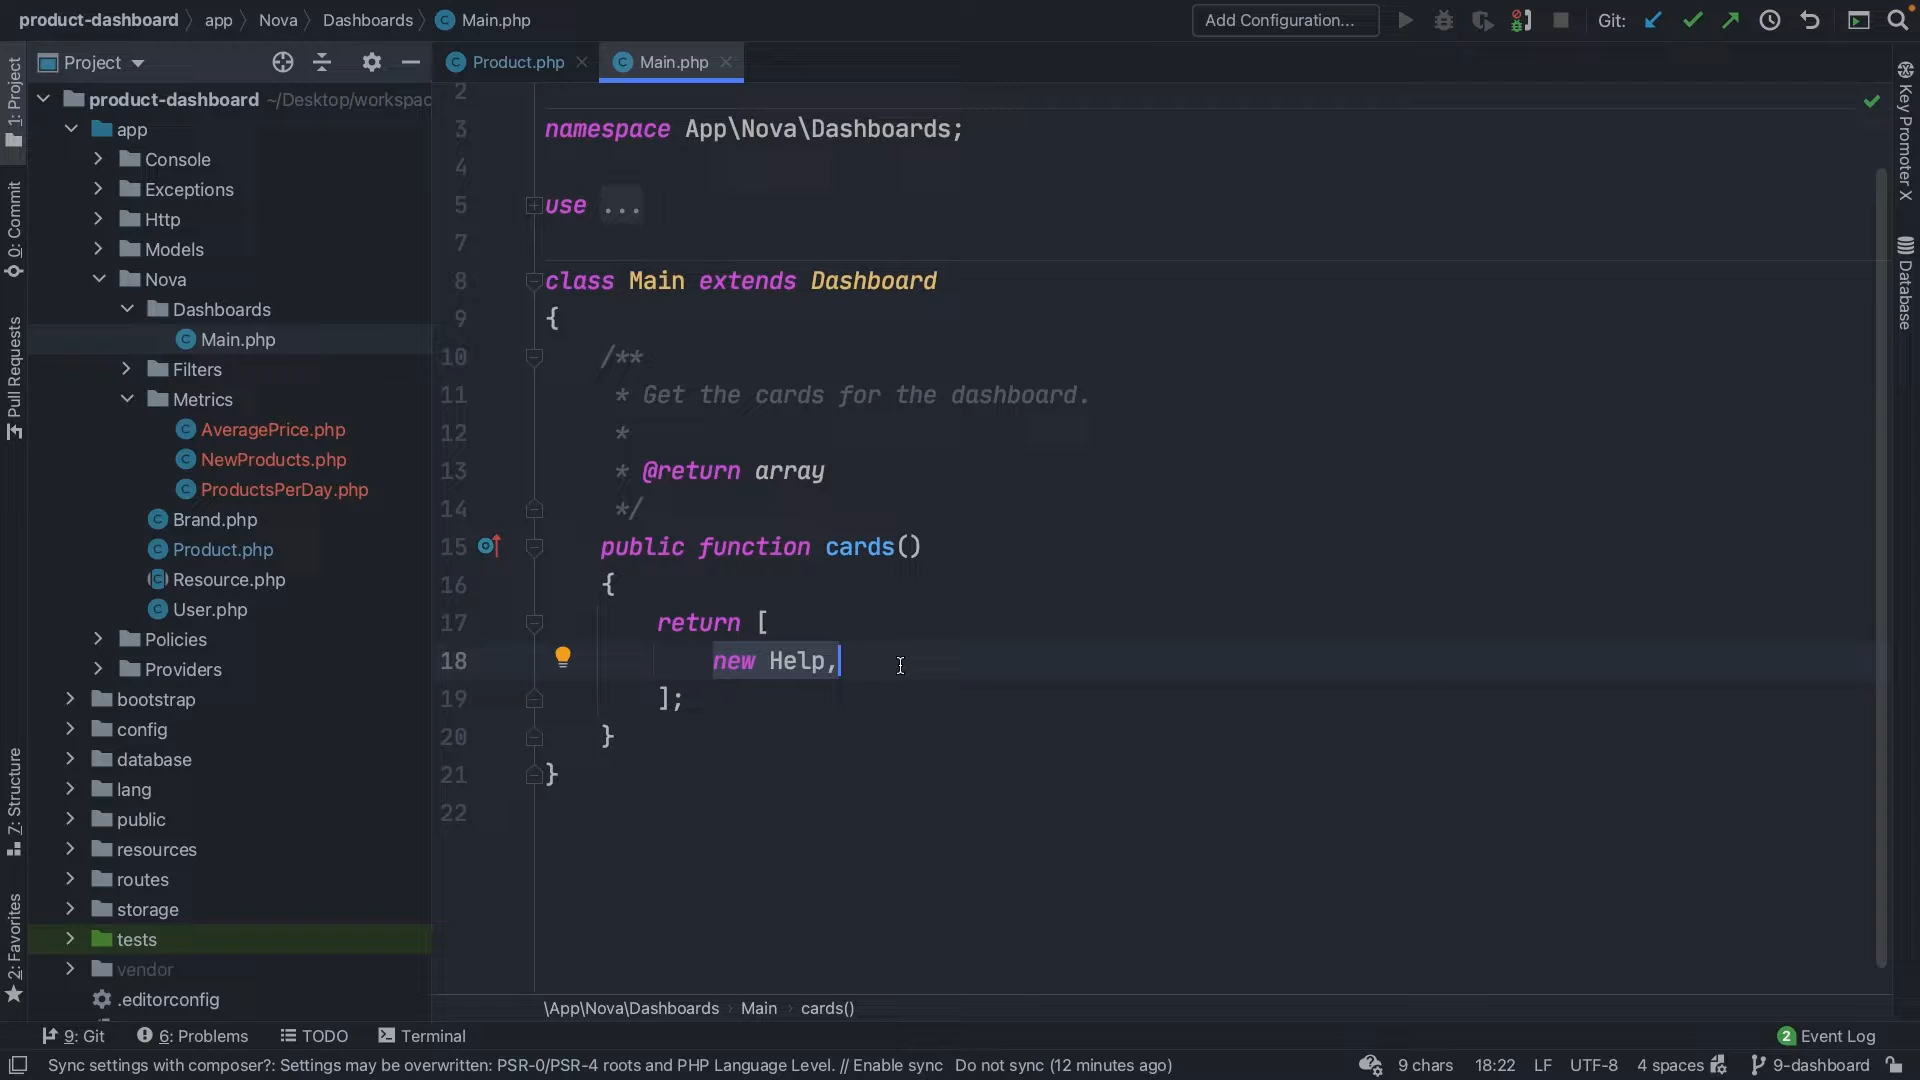 product-dashboard
app
Nova
Dashboards
Main.php
Add Configuration...
Git:
Project
Product.php
Main.php
1: Project
0: Commit
Pull Requests
7: Structure
2: Favorites
product-dashboard ~/Desktop/workspac
app
Console
Exceptions
Http
Models
Nova
Dashboards
Main.php
Filters
Metrics
AveragePrice.php
NewProducts.php
ProductsPerDay.php
Brand.php
Product.php
Resource.php
User.php
Policies
Providers
bootstrap
config
database
lang
public
resources
routes
storage
tests
vendor
.editorconfig
2
3 namespace App\Nova\Dashboards;
4
5 use ...
7
8 class Main extends Dashboard
9 {
10 /**
11 * Get the cards for the dashboard.
12 *
13 * @return array
14 */
15 public function cards()
16 {
17 return [
18 new Help,
19 ];
20 }
21 }
22
Key Promoter X
Database
\App\Nova\Dashboards
Main
cards()
9: Git
6: Problems
TODO
Terminal
2 Event Log
Sync settings with composer?: Settings may be overwritten: PSR-0/PSR-4 roots and PHP Language Level. // Enable sync Do not sync (12 minutes ago)
9 chars
18:22
LF
UTF-8
4 spaces
9-dashboard